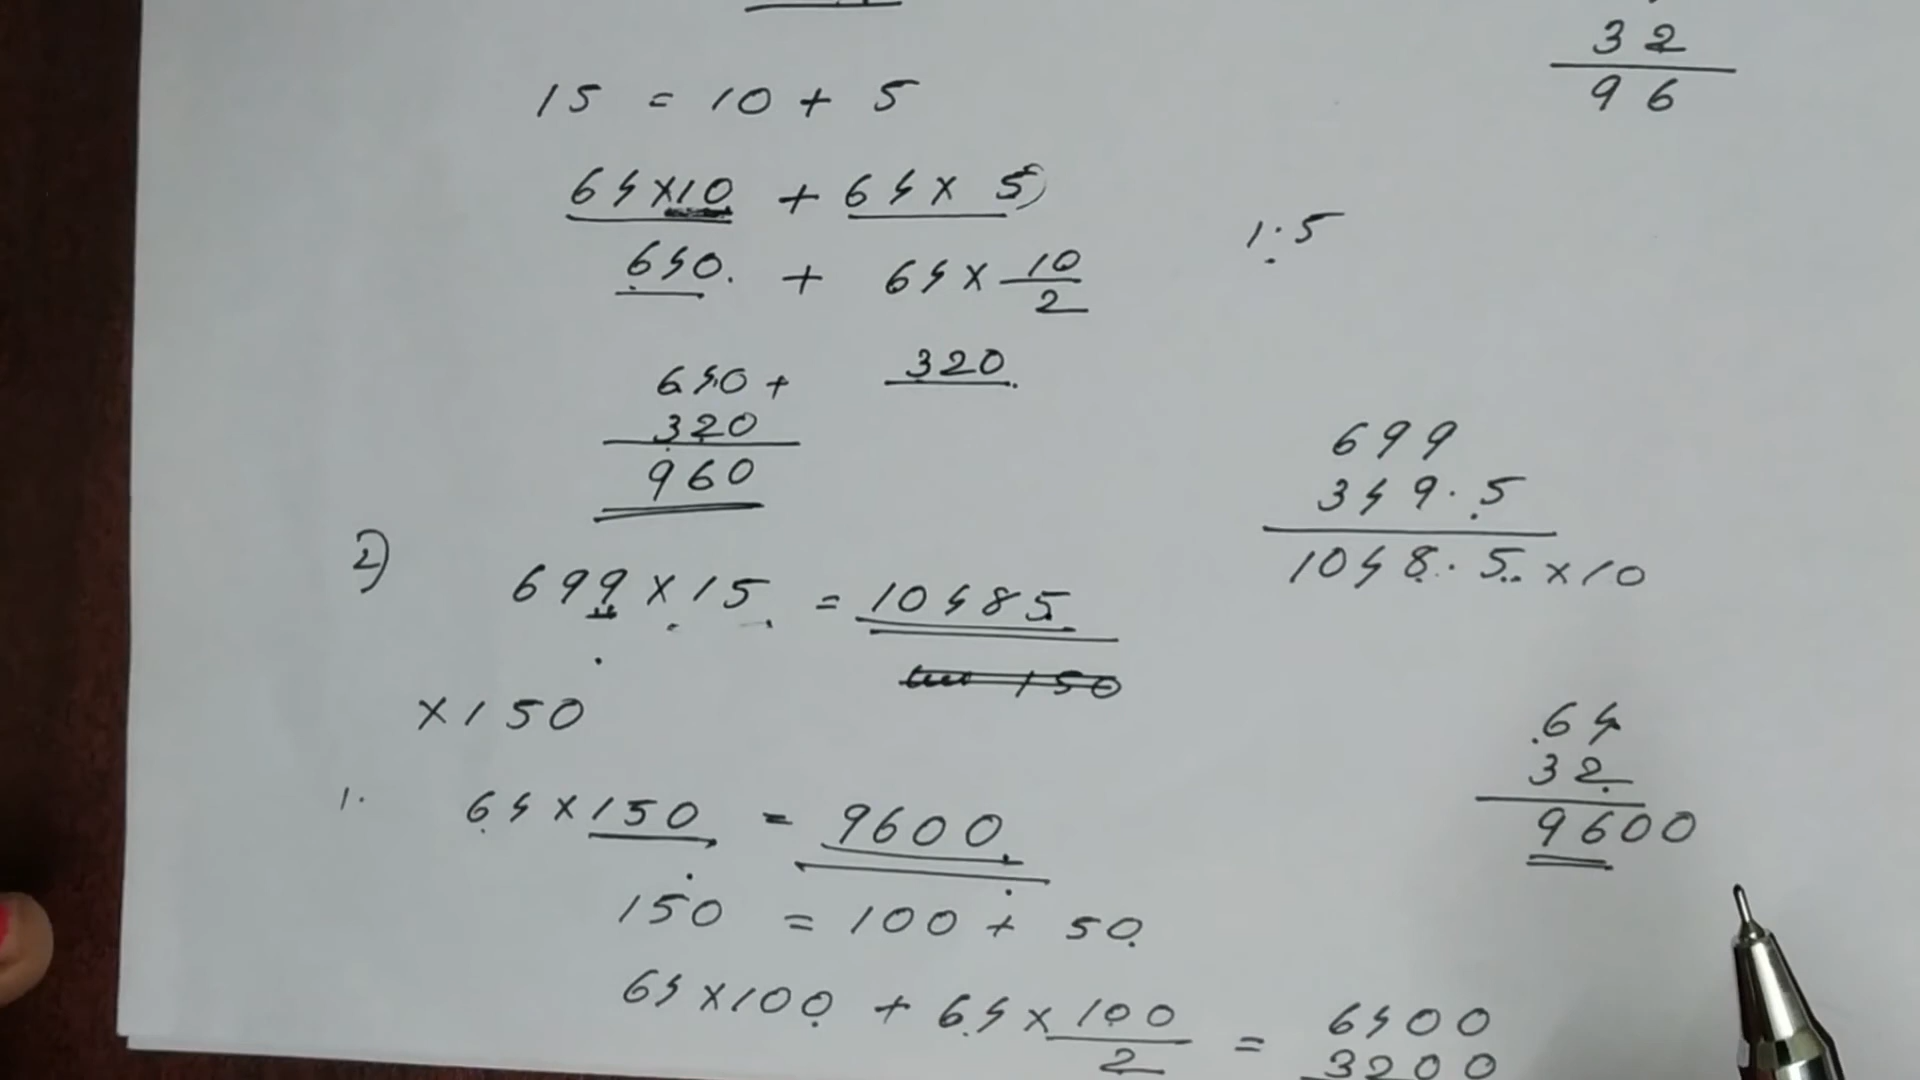 32
96
15 = 10 + 5
64×10 + 64× 5
1.5
640. + 64× 10/2
640 + 320
320
960
699
349.5
1048.5 ×10
2)
699×15 = 10485
150
×150
64
32
9600
1. 64×150 = 9600
150 = 100 + 50
64×100 + 64× 100/2 = 6400
3200